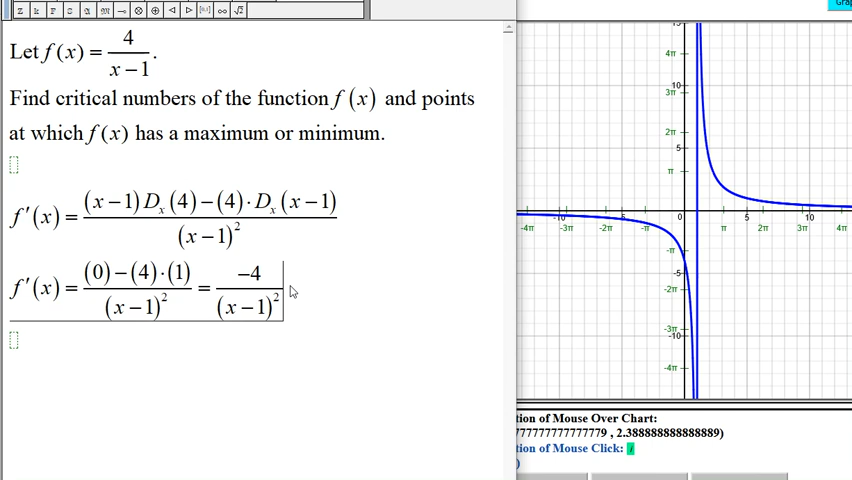 Let f(x) = 4/(x−1).
Find critical numbers of the function f(x) and points
at which f(x) has a maximum or minimum.
f′(x) = ((x−1)Dₓ(4)−(4)·Dₓ(x−1))/(x−1)²
f′(x) = ((0)−(4)·(1))/(x−1)² = −4/(x−1)²
Grap
15
4π
10
3π
2π
5
π
-10 -5 0 5 10
-4π -3π -2π -π π 2π 3π 4π
-π
-5
-2π
-3π
-10
-4π
tion of Mouse Over Chart:
777777777777779 , 2.388888888888889)
tion of Mouse Click:
)